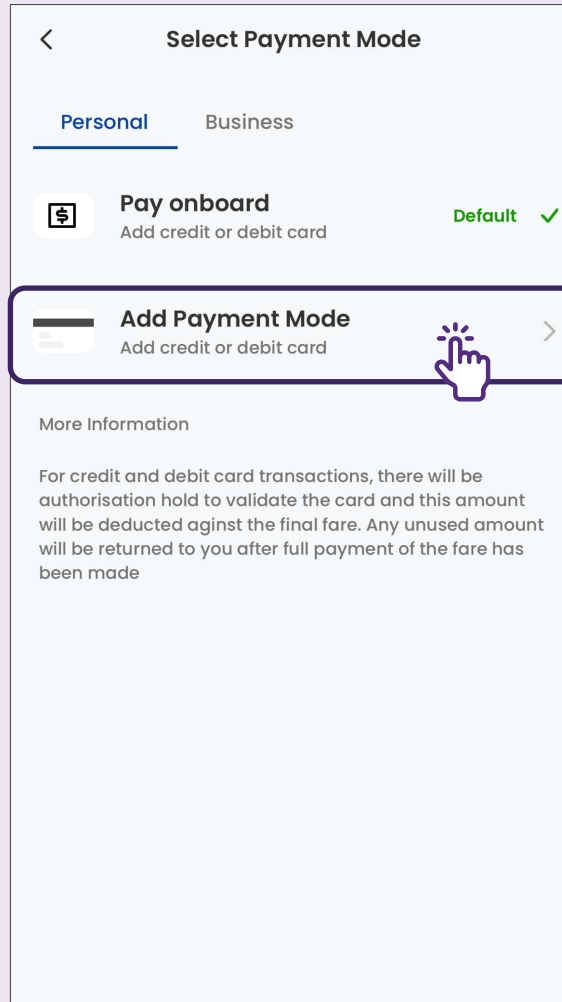 Select Payment Mode
Personal Business
Pay onboard
Add credit or debit card
Default
Add Payment Mode
Add credit or debit card
More Information
For credit and debit card transactions, there will be
authorisation hold to validate the card and this amount
will be deducted aginst the final fare. Any unused amount
will be returned to you after full payment of the fare has
been made